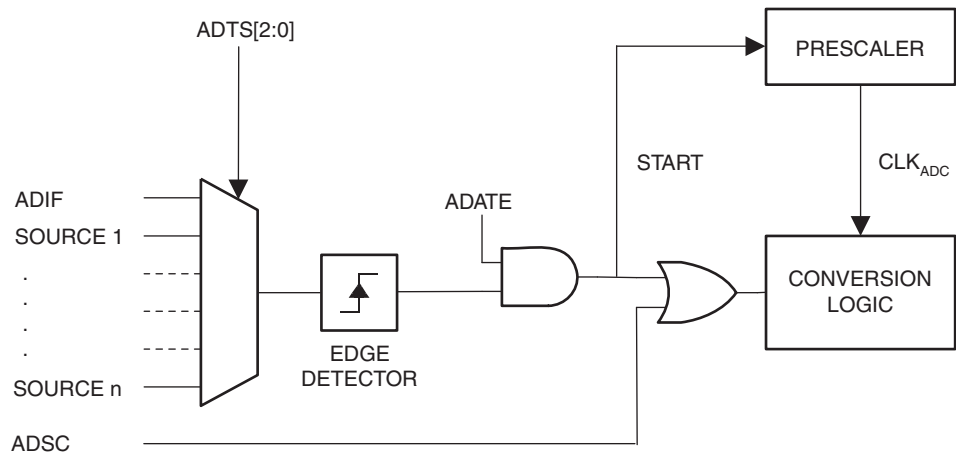 ADTS[2:0]
PRESCALER
START
CLKADC
ADIF
ADATE
SOURCE 1
.
.
.
.
CONVERSION
LOGIC
EDGE
DETECTOR
SOURCE n
ADSC